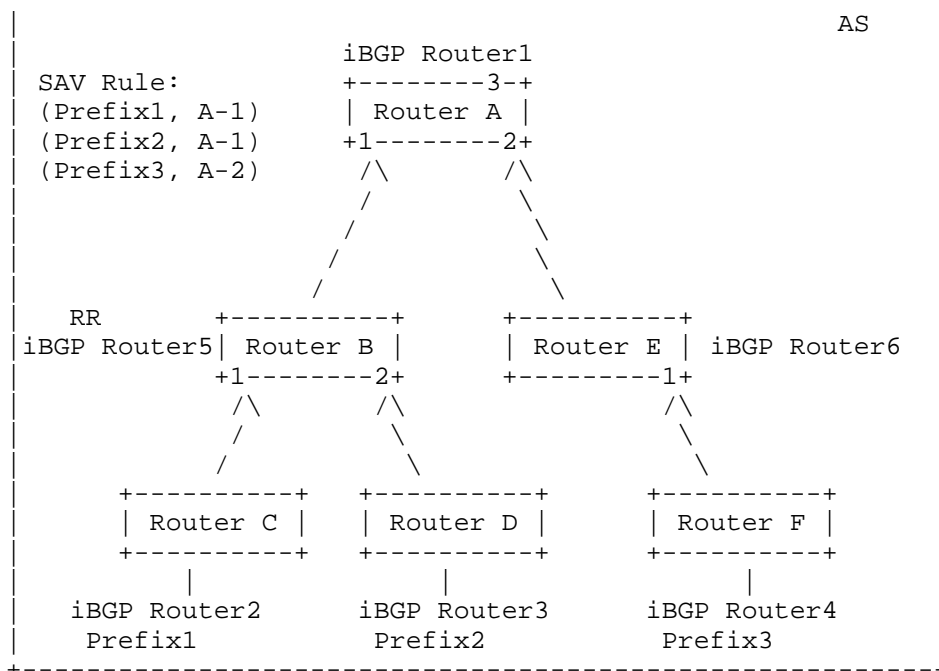 AS
iBGP Router1
SAV Rule: +--------3-+
(Prefix1, A-1) | Router A |
(Prefix2, A-1) +1--------2+
(Prefix3, A-2) /\ /\
/ \
/ \
/ \
/ \
RR +----------+ +----------+
iBGP Router5| Router B | | Router E | iBGP Router6
+1--------2+ +---------1+
/\ /\ /\
/ \ \
/ \ \
+----------+ +----------+ +----------+
| Router C | | Router D | | Router F |
+----------+ +----------+ +----------+
| | |
iBGP Router2 iBGP Router3 iBGP Router4
Prefix1 Prefix2 Prefix3